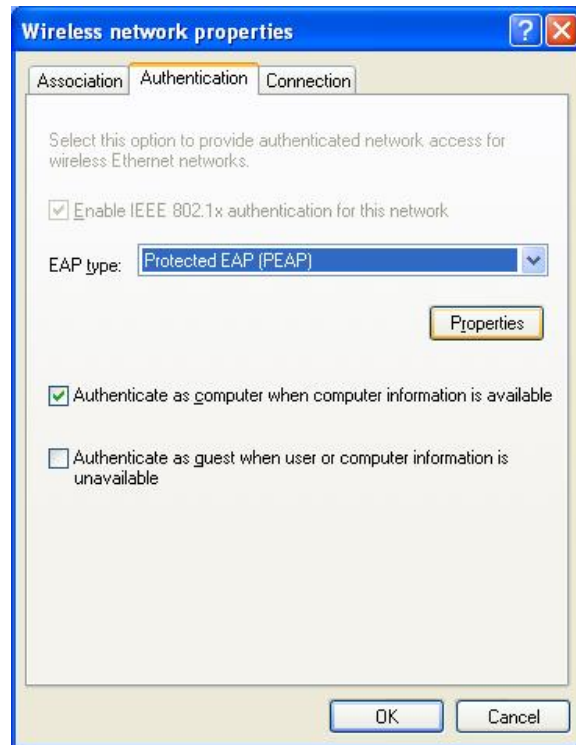 Wireless network properties
Association Authentication Connection
Select this option to provide authenticated network access for
wireless Ethernet networks.
Enable IEEE 802.1x authentication for this network
EAP type: Protected EAP (PEAP)
Properties
Authenticate as computer when computer information is available
Authenticate as guest when user or computer information is
unavailable
OK Cancel